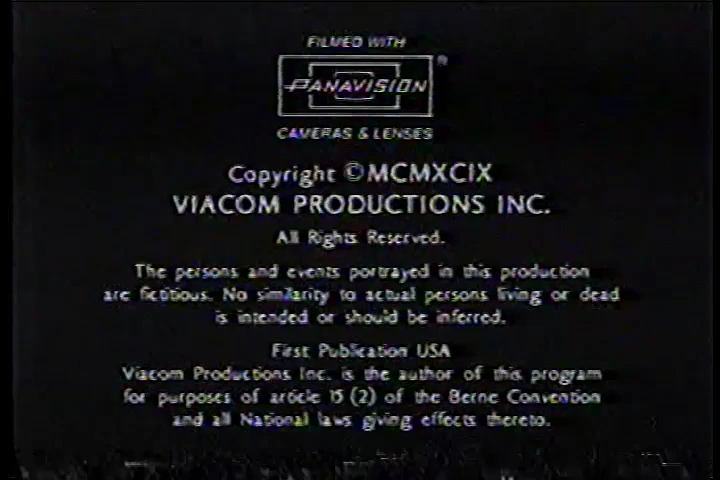 FILMED WITH
PANAVISION®
CAMERAS & LENSES
Copyright ©MCMXCIX
VIACOM PRODUCTIONS INC.
All Rights Reserved.
The persons and events portrayed in this production
are fictitious. No similarity to actual persons living or dead
is intended or should be inferred.
First Publication USA
Viacom Productions Inc. is the author of this program
for purposes of article 15 (2) of the Berne Convention
and all National laws giving effects thereto.